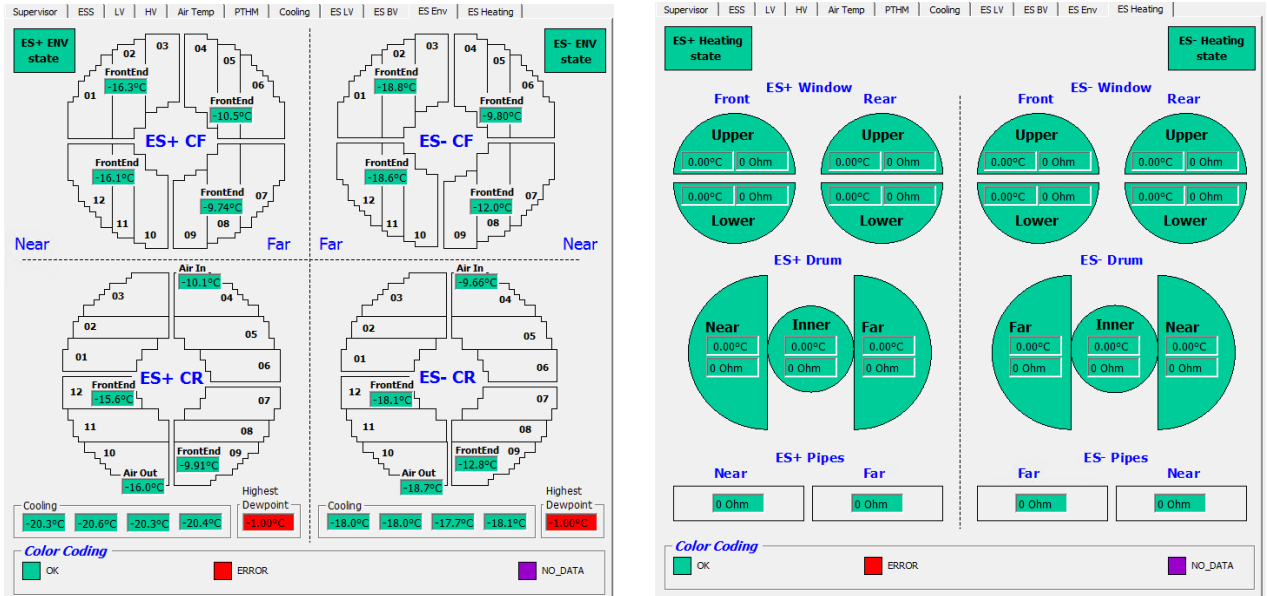 Supervisor ESS LV HV Air Temp PTHM Cooling ES LV ES BV ES Env ES Heating
ES+ ENV
state
ES- ENV
state
02 03 04 05
FrontEnd
-16.3°C
01 06
FrontEnd
-10.5°C
ES+ CF
FrontEnd
-16.1°C
12
FrontEnd
-9.74°C
07
11 10 09 08
Near Far
02 03 04 05
FrontEnd
-18.8°C
01 06
FrontEnd
-9.80°C
ES- CF
FrontEnd
-18.6°C
12
FrontEnd
-12.0°C
07
11 10 09 08
Far Near
Air In
-10.1°C
03 04
02 05
01 06
ES+ CR
FrontEnd
12 -15.6°C
07
11 08
10
FrontEnd 09
-9.91°C
Air Out
-16.0°C
Air In
-9.66°C
03 04
02 05
01 06
ES- CR
FrontEnd
12 -18.1°C
07
11 08
10
FrontEnd 09
-12.8°C
Air Out
-18.7°C
Cooling
-20.3°C -20.6°C -20.3°C -20.4°C
Highest
Dewpoint
-1.00°C
Cooling
-18.0°C -18.0°C -17.7°C -18.1°C
Highest
Dewpoint
-1.00°C
Color Coding
OK ERROR NO_DATA
Supervisor ESS LV HV Air Temp PTHM Cooling ES LV ES BV ES Env ES Heating
ES+ Heating
state
ES- Heating
state
ES+ Window
Front Rear
Upper Upper
0.00°C 0 Ohm 0.00°C 0 Ohm
0.00°C 0 Ohm 0.00°C 0 Ohm
Lower Lower
ES- Window
Front Rear
Upper Upper
0.00°C 0 Ohm 0.00°C 0 Ohm
0.00°C 0 Ohm 0.00°C 0 Ohm
Lower Lower
ES+ Drum
Near Inner Far
0.00°C 0.00°C 0.00°C
0 Ohm 0 Ohm 0 Ohm
ES- Drum
Far Inner Near
0.00°C 0.00°C 0.00°C
0 Ohm 0 Ohm 0 Ohm
ES+ Pipes
Near Far
0 Ohm 0 Ohm
ES- Pipes
Far Near
0 Ohm 0 Ohm
Color Coding
OK ERROR NO_DATA